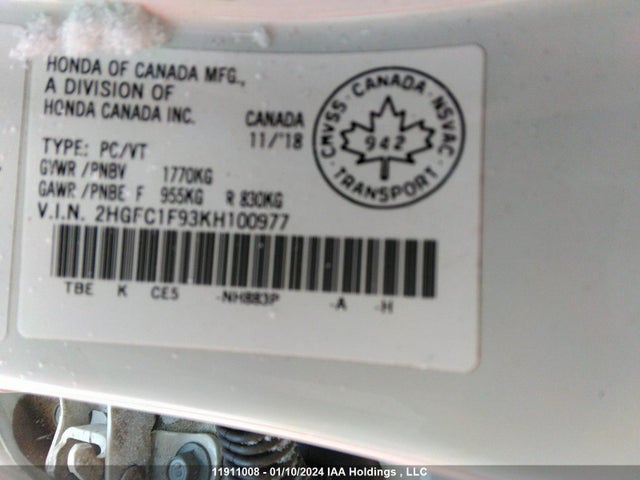 HONDA OF CANADA MFG.,
A DIVISION OF
HONDA CANADA INC.
CANADA
11/'18
TYPE: PC/VT
GVWR/PNBV 1770KG
GAWR/PNBE F 955KG R 830KG
V.I.N. 2HGFC1F93KH100977
TBE K CE5 -NH883P -A -H
CMVSS · CANADA · NSVAC
942
TRANSPORT
11911008 - 01/10/2024 IAA Holdings , LLC